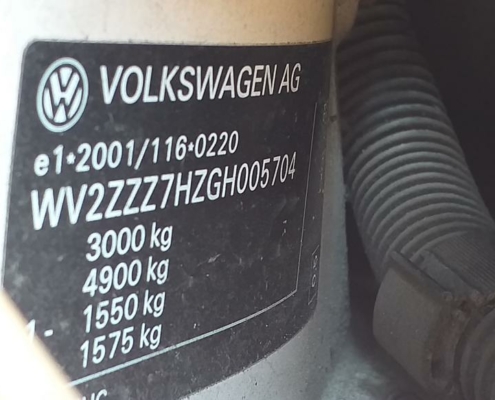 VOLKSWAGEN AG
e1*2001/116*0220
WV2ZZZ7HZGH005704
3000 kg
4900 kg
1 - 1550 kg
1575 kg